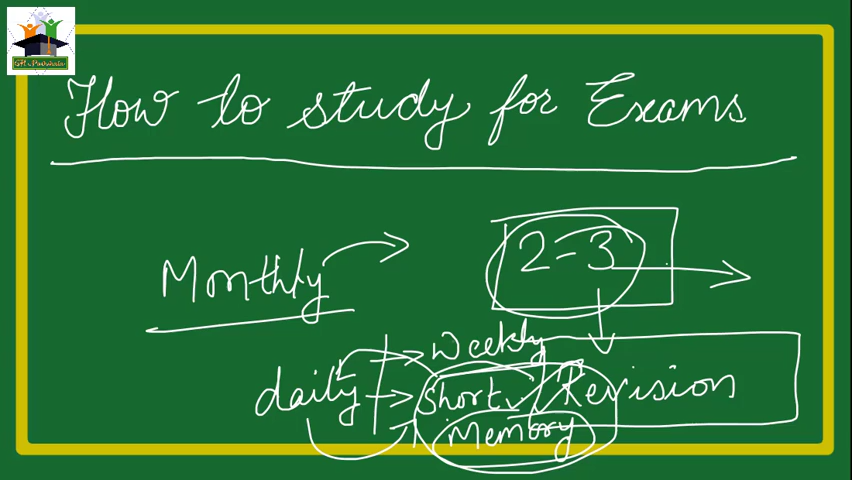 How to study for Exams
Monthly
2-3
weekly
daily
short
Revision
Memory